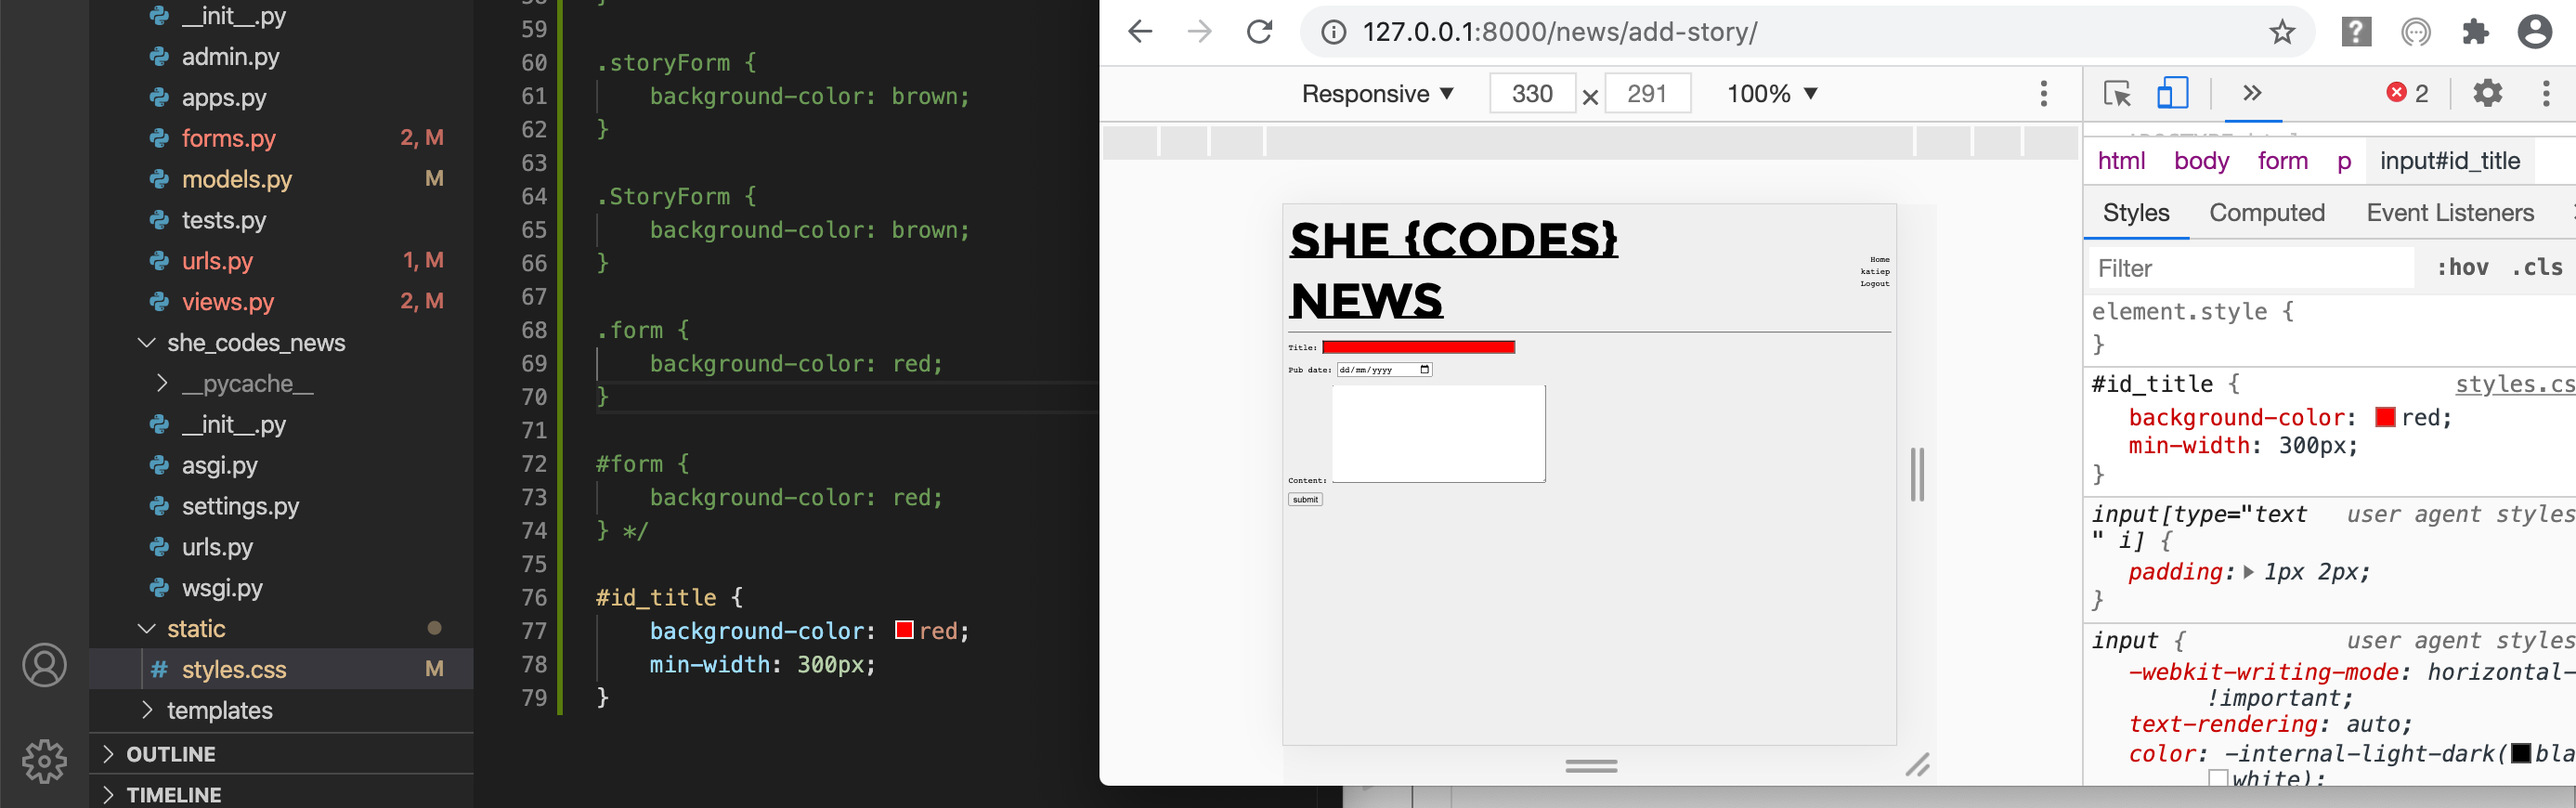 __init__.py
admin.py
apps.py
forms.py 2, M
models.py M
tests.py
urls.py 1, M
views.py 2, M
she_codes_news
__pycache__
__init__.py
asgi.py
settings.py
urls.py
wsgi.py
static
# styles.css M
templates
OUTLINE
TIMELINE
59
60 .storyForm {
61 background-color: brown;
62 }
63
64 .StoryForm {
65 background-color: brown;
66 }
67
68 .form {
69 background-color: red;
70 }
71
72 #form {
73 background-color: red;
74 } */
75
76 #id_title {
77 background-color: red;
78 min-width: 300px;
79 }
127.0.0.1:8000/news/add-story/
Responsive ▼ 330 × 291 100% ▼
SHE {CODES}
NEWS
Home
katiep
Logout
Title:
Pub date: dd/mm/yyyy
Content:
submit
2
html body form p input#id_title
Styles Computed Event Listeners
Filter :hov .cls
element.style {
}
#id_title { styles.cs
background-color: red;
min-width: 300px;
}
input[type="text user agent styles
" i] {
padding: 1px 2px;
}
input { user agent styles
-webkit-writing-mode: horizontal-
!important;
text-rendering: auto;
color: -internal-light-dark( bla
white);